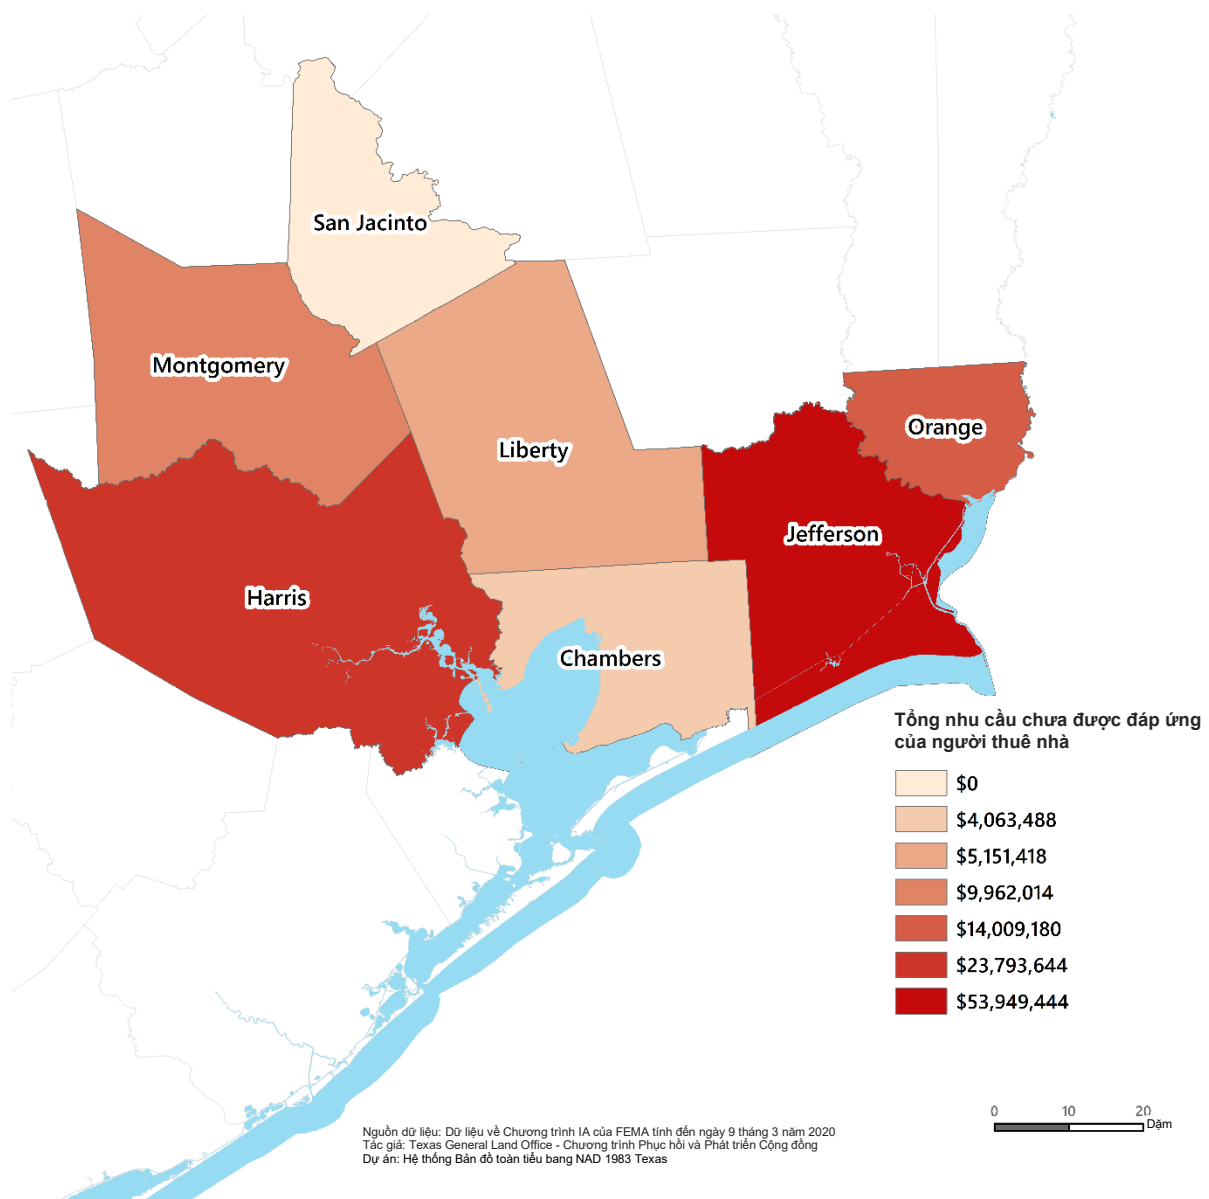 San Jacinto
Montgomery
Orange
Liberty
Jefferson
Harris
Chambers
Tổng nhu cầu chưa được đáp ứng
của người thuê nhà
$0
$4,063,488
$5,151,418
$9,962,014
$14,009,180
$23,793,644
$53,949,444
0 10 20
Dặm
Nguồn dữ liệu: Dữ liệu về Chương trình IA của FEMA tính đến ngày 9 tháng 3 năm 2020
Tác giả: Texas General Land Office - Chương trình Phục hồi và Phát triển Cộng đồng
Dự án: Hệ thống Bản đồ toàn tiểu bang NAD 1983 Texas